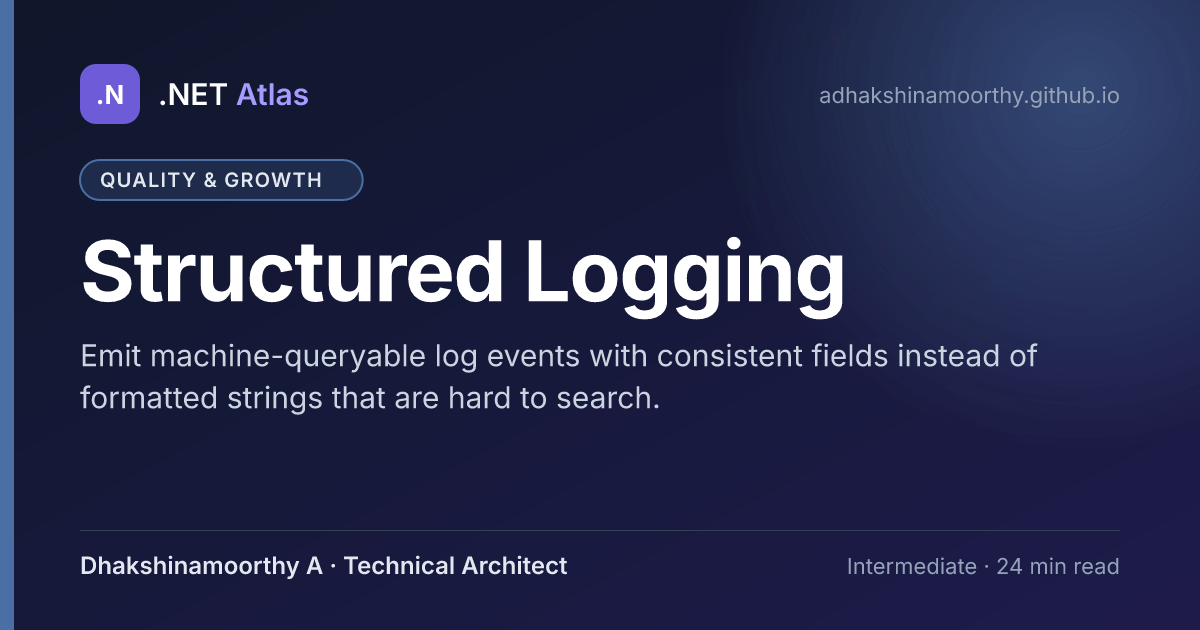 .N
.NET Atlas
adhakshinamoorthy.github.io
QUALITY & GROWTH
Structured Logging
Emit machine-queryable log events with consistent fields instead of
formatted strings that are hard to search.
Dhakshinamoorthy A · Technical Architect
Intermediate · 24 min read